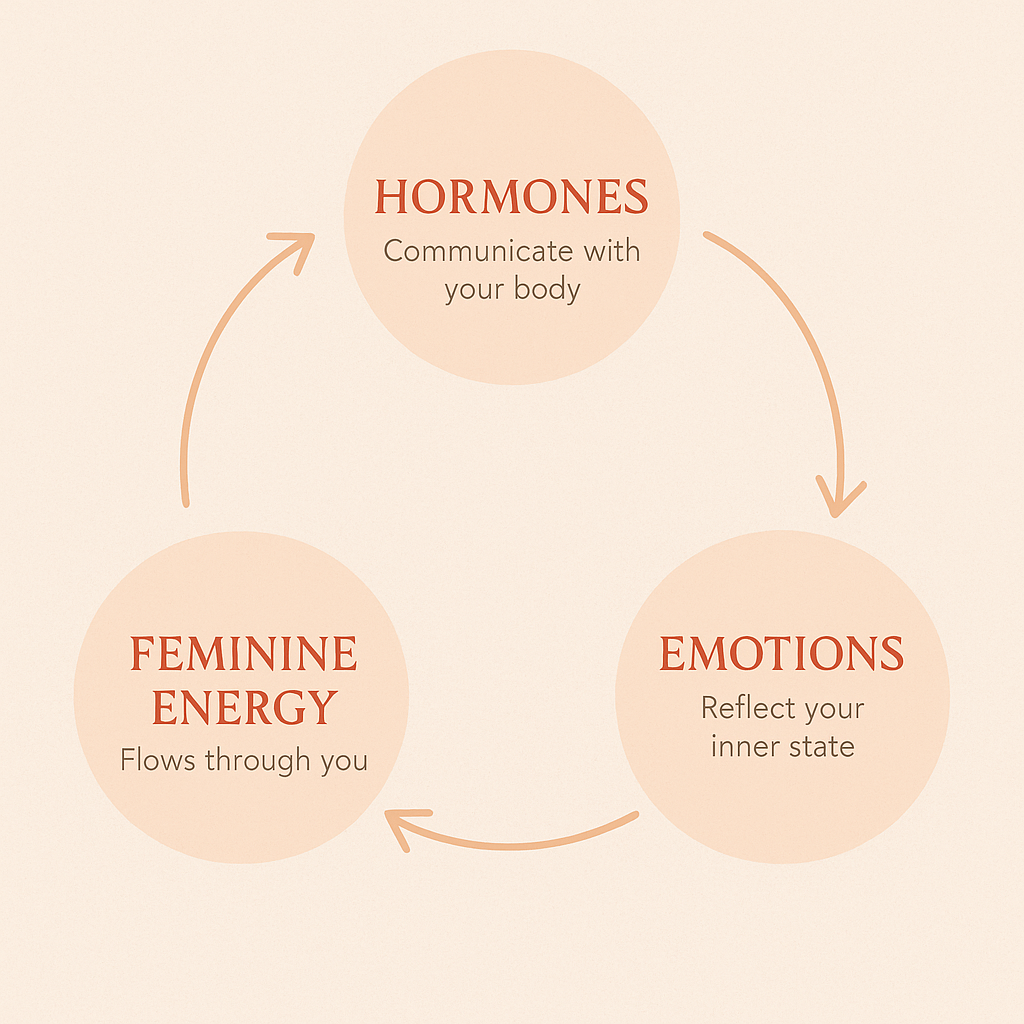 HORMONES
Communicate with
your body
FEMININE
ENERGY
Flows through you
EMOTIONS
Reflect your
inner state